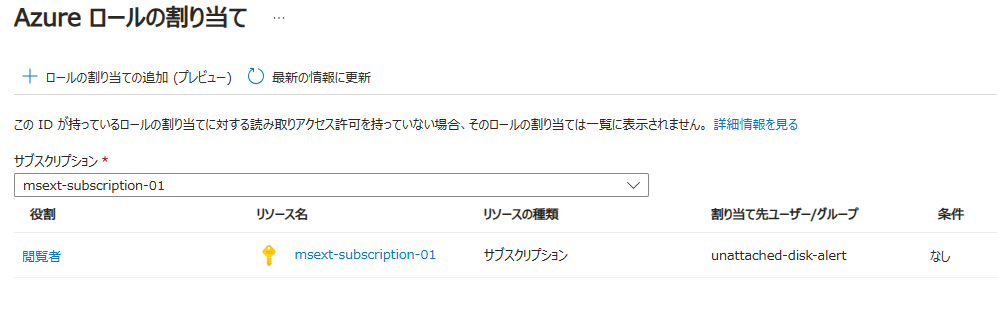 Azure ロールの割り当て ...
ロールの割り当ての追加 (プレビュー) 最新の情報に更新
この ID が持っているロールの割り当てに対する読み取りアクセス許可を持っていない場合、そのロールの割り当ては一覧に表示されません。 詳細情報を見る
サブスクリプション *
msext-subscription-01
役割 リソース名 リソースの種類 割り当て先ユーザー/グループ 条件
閲覧者 msext-subscription-01 サブスクリプション unattached-disk-alert なし